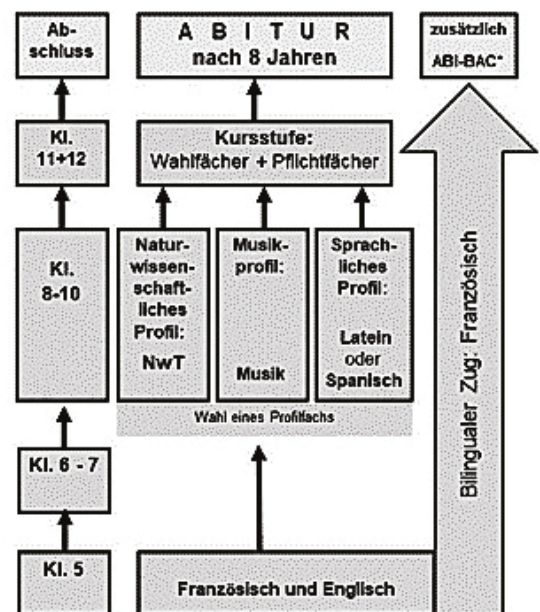 Ab-
schluss
A B I T U R
nach 8 Jahren
zusätzlich
ABI-BAC*
Kl.
11+12
Kursstufe:
Wahlfächer + Pflichtfächer
Kl.
8-10
Natur-
wissen-
schaft-
liches
Profil:
NwT
Musik-
profil:
Musik
Sprach-
liches
Profil:
Latein
oder
Spanisch
Wahl eines Profilfachs
Bilingualer Zug: Französisch
Kl. 6 - 7
Kl. 5
Französisch und Englisch